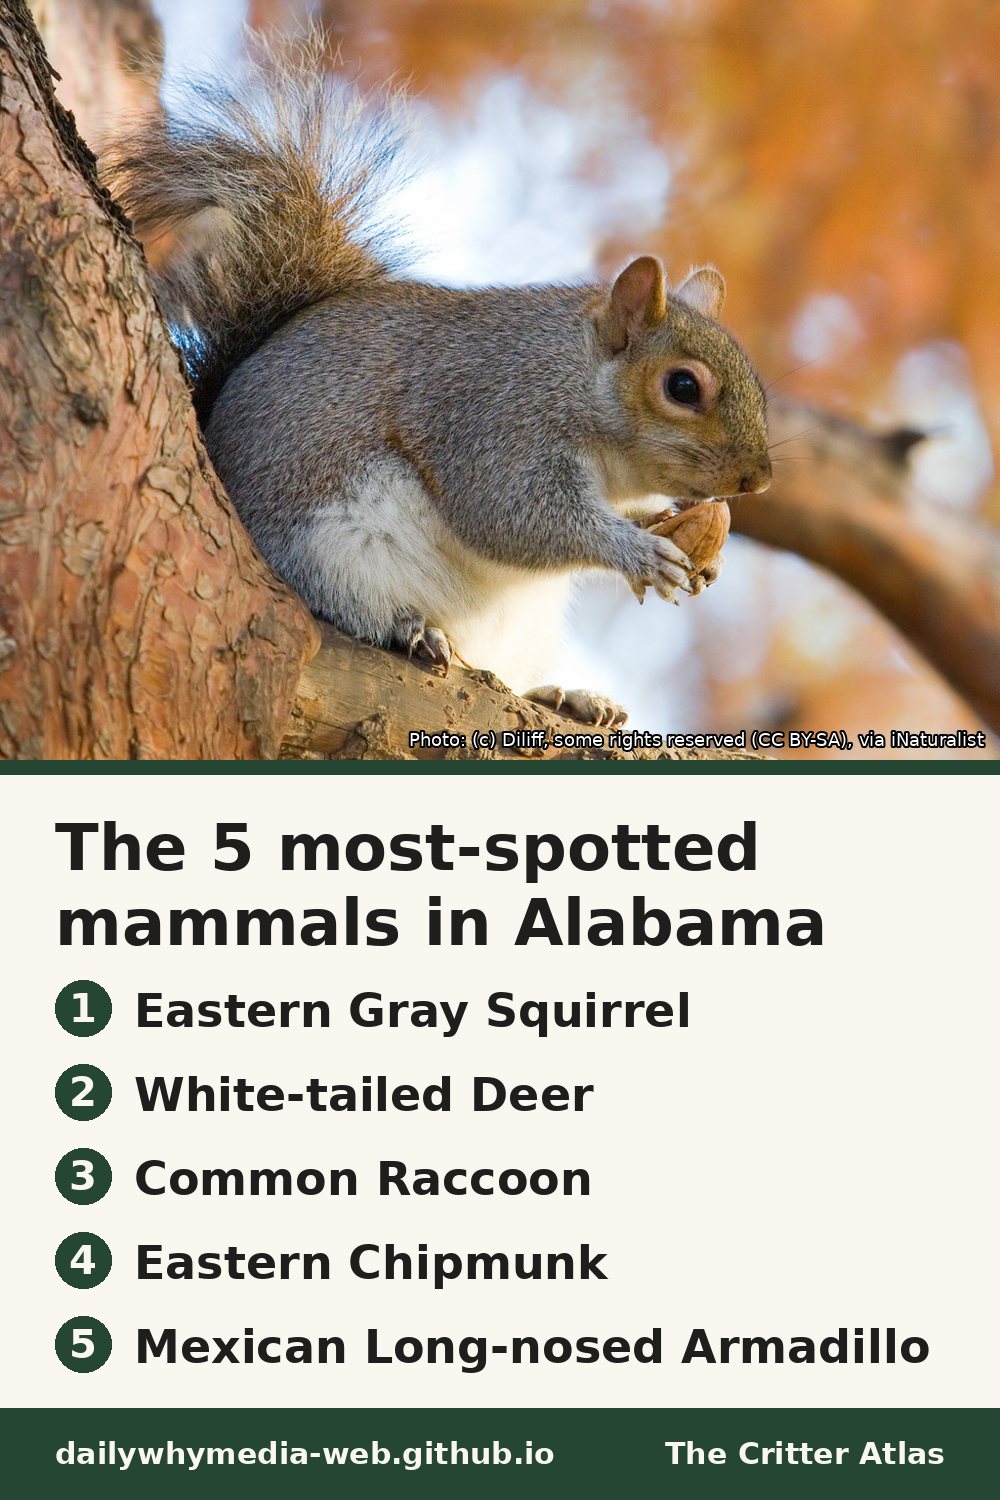 Photo: (c) Diliff, some rights reserved (CC BY-SA), via iNaturalist
The 5 most-spotted
mammals in Alabama
1 Eastern Gray Squirrel
2 White-tailed Deer
3 Common Raccoon
4 Eastern Chipmunk
5 Mexican Long-nosed Armadillo
dailywhymedia-web.github.io The Critter Atlas